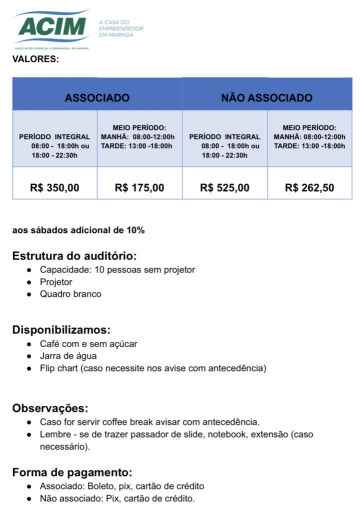 ACIM
A CASA DO
EMPREENDEDOR
EM MARINGÁ
ASSOCIAÇÃO COMERCIAL E EMPRESARIAL DE MARINGÁ
VALORES:
ASSOCIADO NÃO ASSOCIADO
PERÍODO INTEGRAL
08:00 - 18:00h ou
18:00 - 22:30h
MEIO PERÍODO:
MANHÃ: 08:00-12:00h
TARDE: 13:00 -18:00h
PERÍODO INTEGRAL
08:00 - 18:00h ou
18:00 - 22:30h
MEIO PERÍODO:
MANHÃ: 08:00-12:00h
TARDE: 13:00 -18:00h
R$ 350,00 R$ 175,00 R$ 525,00 R$ 262,50
aos sábados adicional de 10%
Estrutura do auditório:
● Capacidade: 10 pessoas sem projetor
● Projetor
● Quadro branco
Disponibilizamos:
● Café com e sem açúcar
● Jarra de água
● Flip chart (caso necessite nos avise com antecedência)
Observações:
● Caso for servir coffee break avisar com antecedência.
● Lembre - se de trazer passador de slide, notebook, extensão (caso
necessário).
Forma de pagamento:
● Associado: Boleto, pix, cartão de crédito
● Não associado: Pix, cartão de crédito.